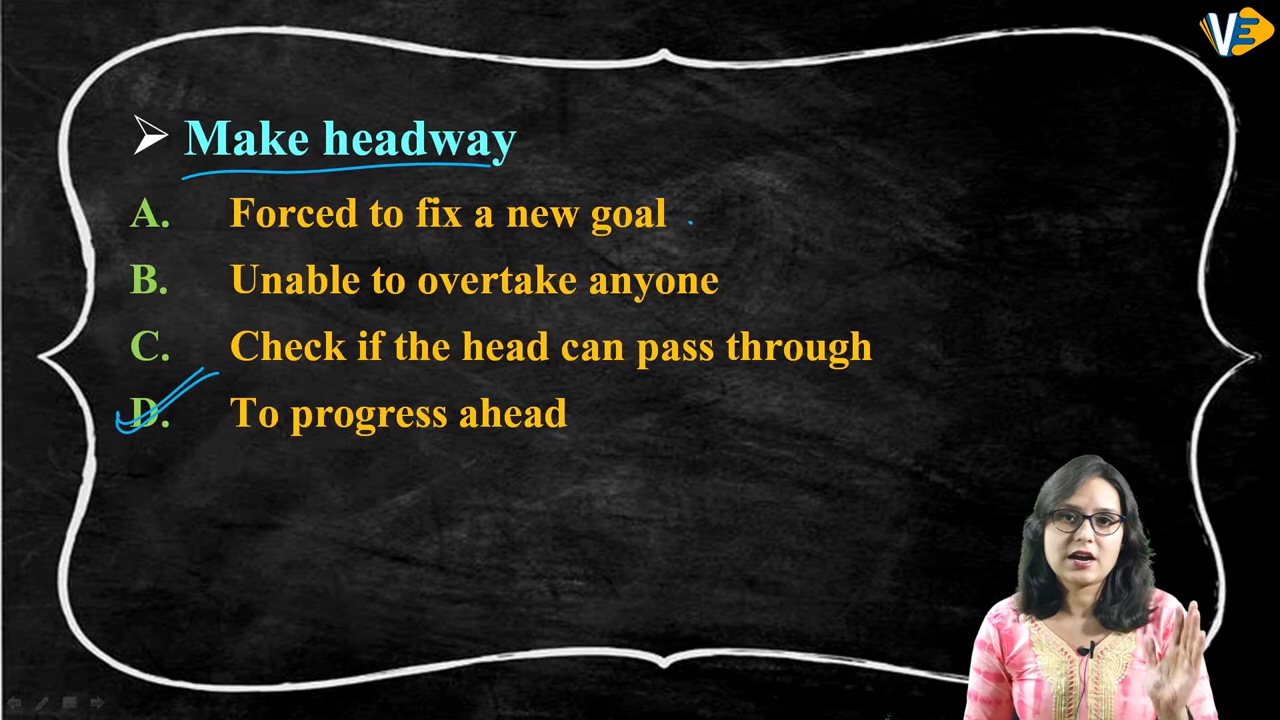 VE
Make headway
A. Forced to fix a new goal
B. Unable to overtake anyone
C. Check if the head can pass through
D. To progress ahead